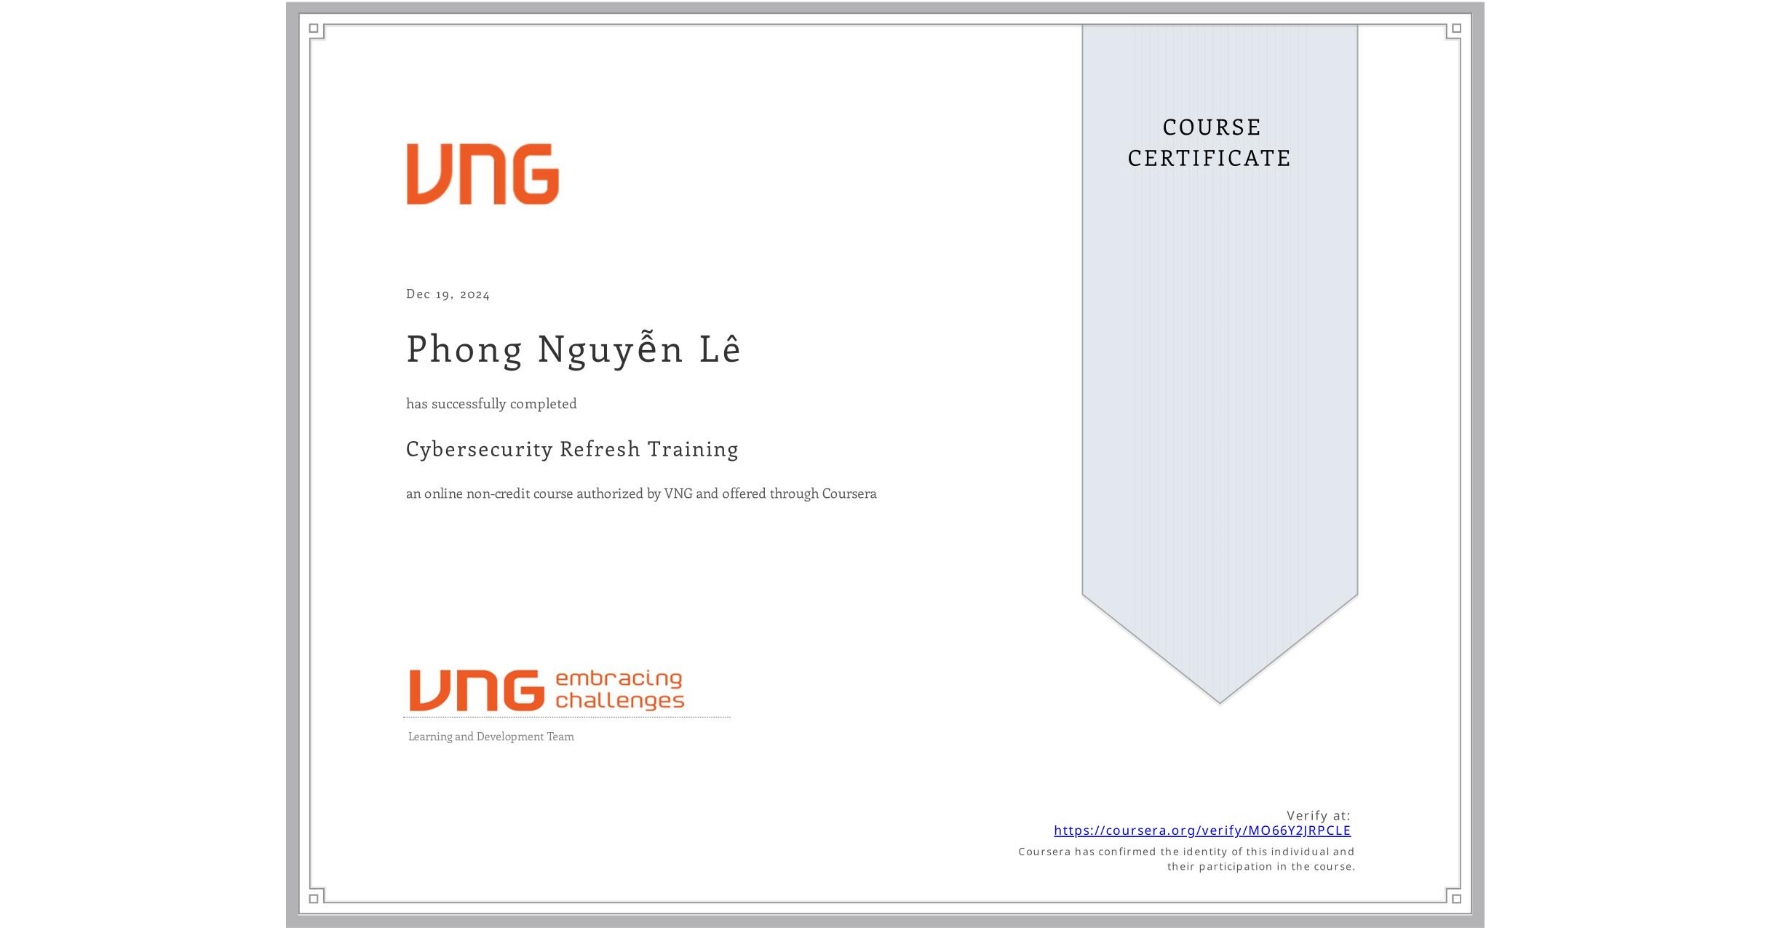 VNG
COURSE
CERTIFICATE
Dec 19, 2024
Phong Nguyễn Lê
has successfully completed
Cybersecurity Refresh Training
an online non-credit course authorized by VNG and offered through Coursera
VNG embracing
challenges
Learning and Development Team
Verify at:
https://coursera.org/verify/MO66Y2JRPCLE
Coursera has confirmed the identity of this individual and
their participation in the course.